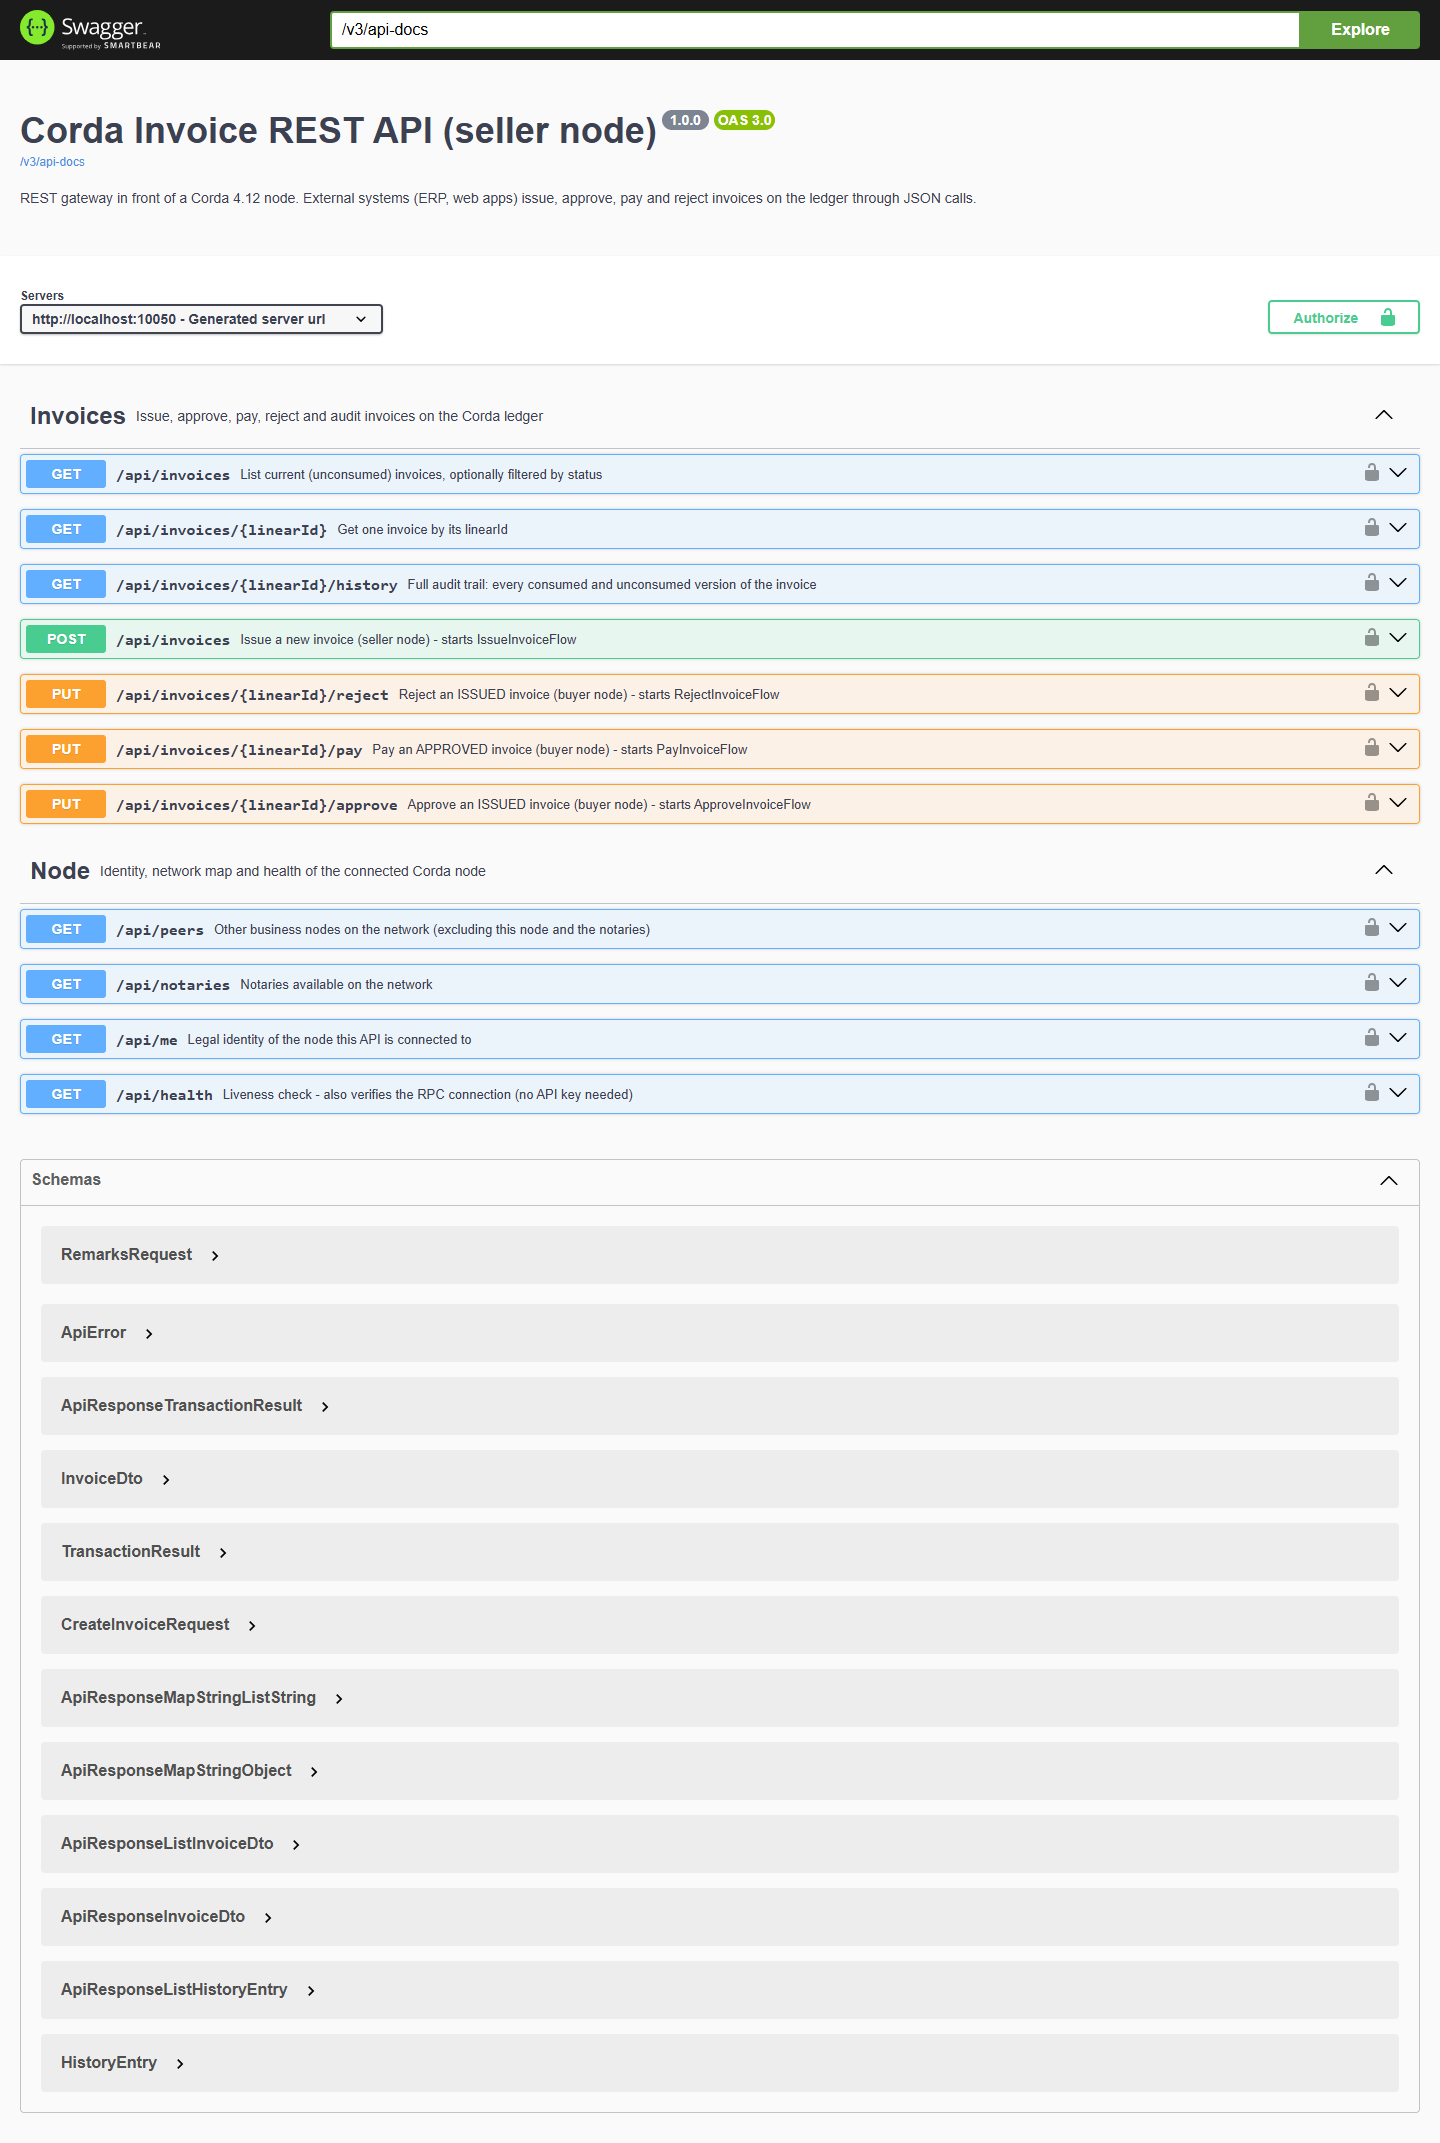 Swagger
Supported by SMARTBEAR
/v3/api-docs
Explore
Corda Invoice REST API (seller node) 1.0.0 OAS 3.0
/v3/api-docs
REST gateway in front of a Corda 4.12 node. External systems (ERP, web apps) issue, approve, pay and reject invoices on the ledger through JSON calls.
Servers
http://localhost:10050 - Generated server url
Authorize
Invoices Issue, approve, pay, reject and audit invoices on the Corda ledger
GET /api/invoices List current (unconsumed) invoices, optionally filtered by status
GET /api/invoices/{linearId} Get one invoice by its linearId
GET /api/invoices/{linearId}/history Full audit trail: every consumed and unconsumed version of the invoice
POST /api/invoices Issue a new invoice (seller node) - starts IssueInvoiceFlow
PUT /api/invoices/{linearId}/reject Reject an ISSUED invoice (buyer node) - starts RejectInvoiceFlow
PUT /api/invoices/{linearId}/pay Pay an APPROVED invoice (buyer node) - starts PayInvoiceFlow
PUT /api/invoices/{linearId}/approve Approve an ISSUED invoice (buyer node) - starts ApproveInvoiceFlow
Node Identity, network map and health of the connected Corda node
GET /api/peers Other business nodes on the network (excluding this node and the notaries)
GET /api/notaries Notaries available on the network
GET /api/me Legal identity of the node this API is connected to
GET /api/health Liveness check - also verifies the RPC connection (no API key needed)
Schemas
RemarksRequest
ApiError
ApiResponseTransactionResult
InvoiceDto
TransactionResult
CreateInvoiceRequest
ApiResponseMapStringListString
ApiResponseMapStringObject
ApiResponseListInvoiceDto
ApiResponseInvoiceDto
ApiResponseListHistoryEntry
HistoryEntry